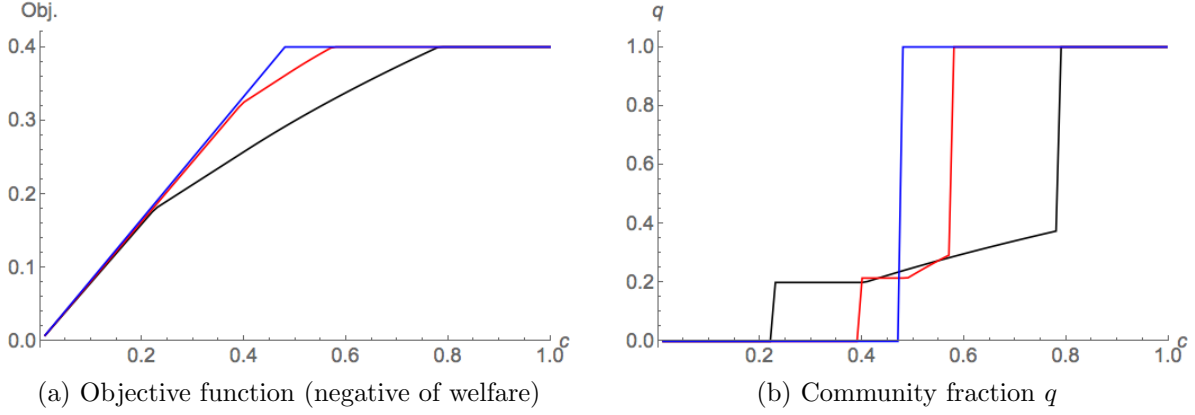 Obj.
0.4
0.3
0.2
0.1
0.0
0.2 0.4 0.6 0.8 1.0
c
(a) Objective function (negative of welfare)
q
1.0
0.8
0.6
0.4
0.2
0.0
0.2 0.4 0.6 0.8 1.0
c
(b) Community fraction q